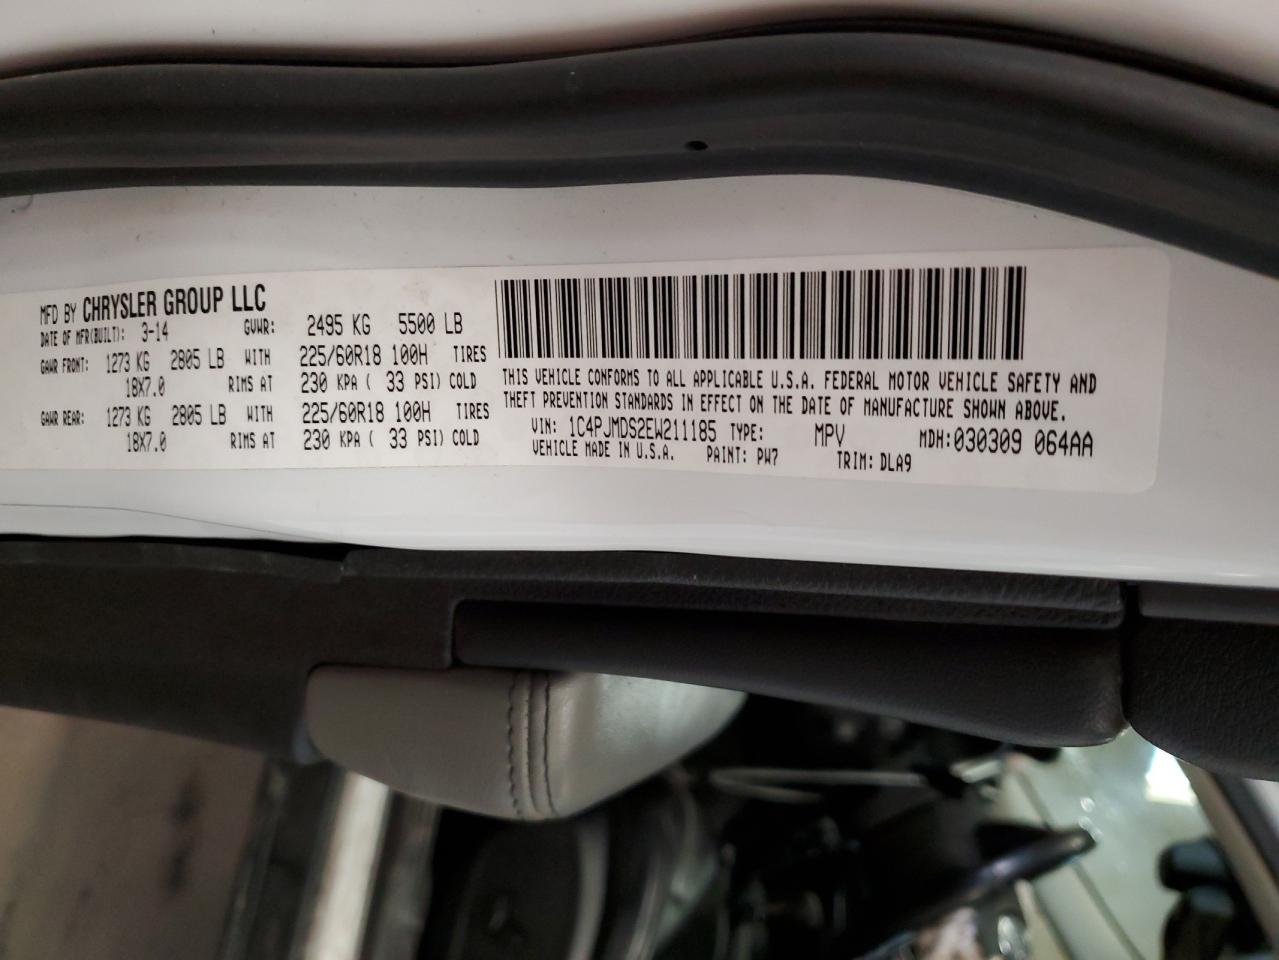 MFD BY CHRYSLER GROUP LLC
DATE OF MFR(BUILT): 3-14 GVWR: 2495 KG 5500 LB
GAWR FRONT: 1273 KG 2805 LB WITH 225/60R18 100H TIRES
18X7.0 RIMS AT 230 KPA ( 33 PSI) COLD
GAWR REAR: 1273 KG 2805 LB WITH 225/60R18 100H TIRES
18X7.0 RIMS AT 230 KPA ( 33 PSI) COLD
THIS VEHICLE CONFORMS TO ALL APPLICABLE U.S.A. FEDERAL MOTOR VEHICLE SAFETY AND
THEFT PREVENTION STANDARDS IN EFFECT ON THE DATE OF MANUFACTURE SHOWN ABOVE.
VIN: 1C4PJMDS2EW211185 TYPE: MPV MDH:030309 064AA
VEHICLE MADE IN U.S.A. PAINT: PW7 TRIM: DLA9